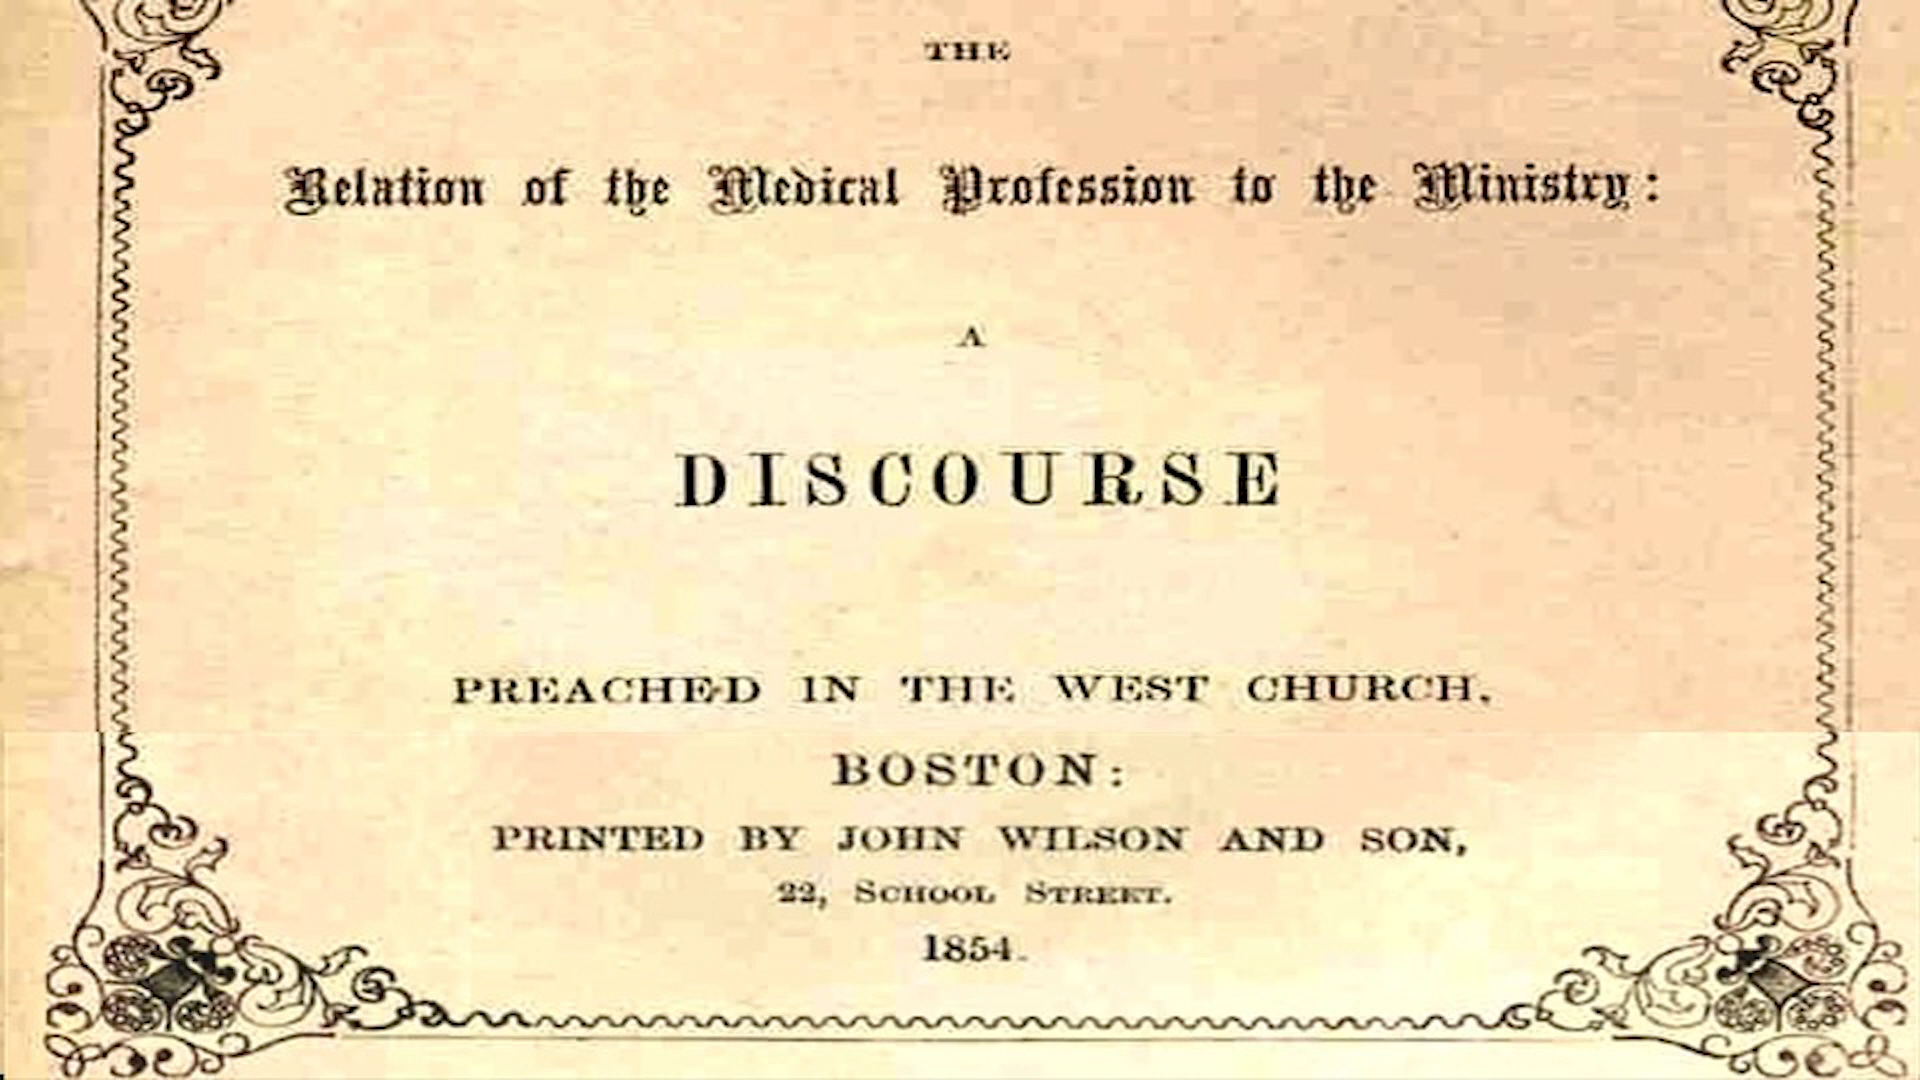 THE
Relation of the Medical Profession to the Ministry:
A
DISCOURSE
PREACHED IN THE WEST CHURCH,
BOSTON:
PRINTED BY JOHN WILSON AND SON,
22, SCHOOL STREET.
1854.